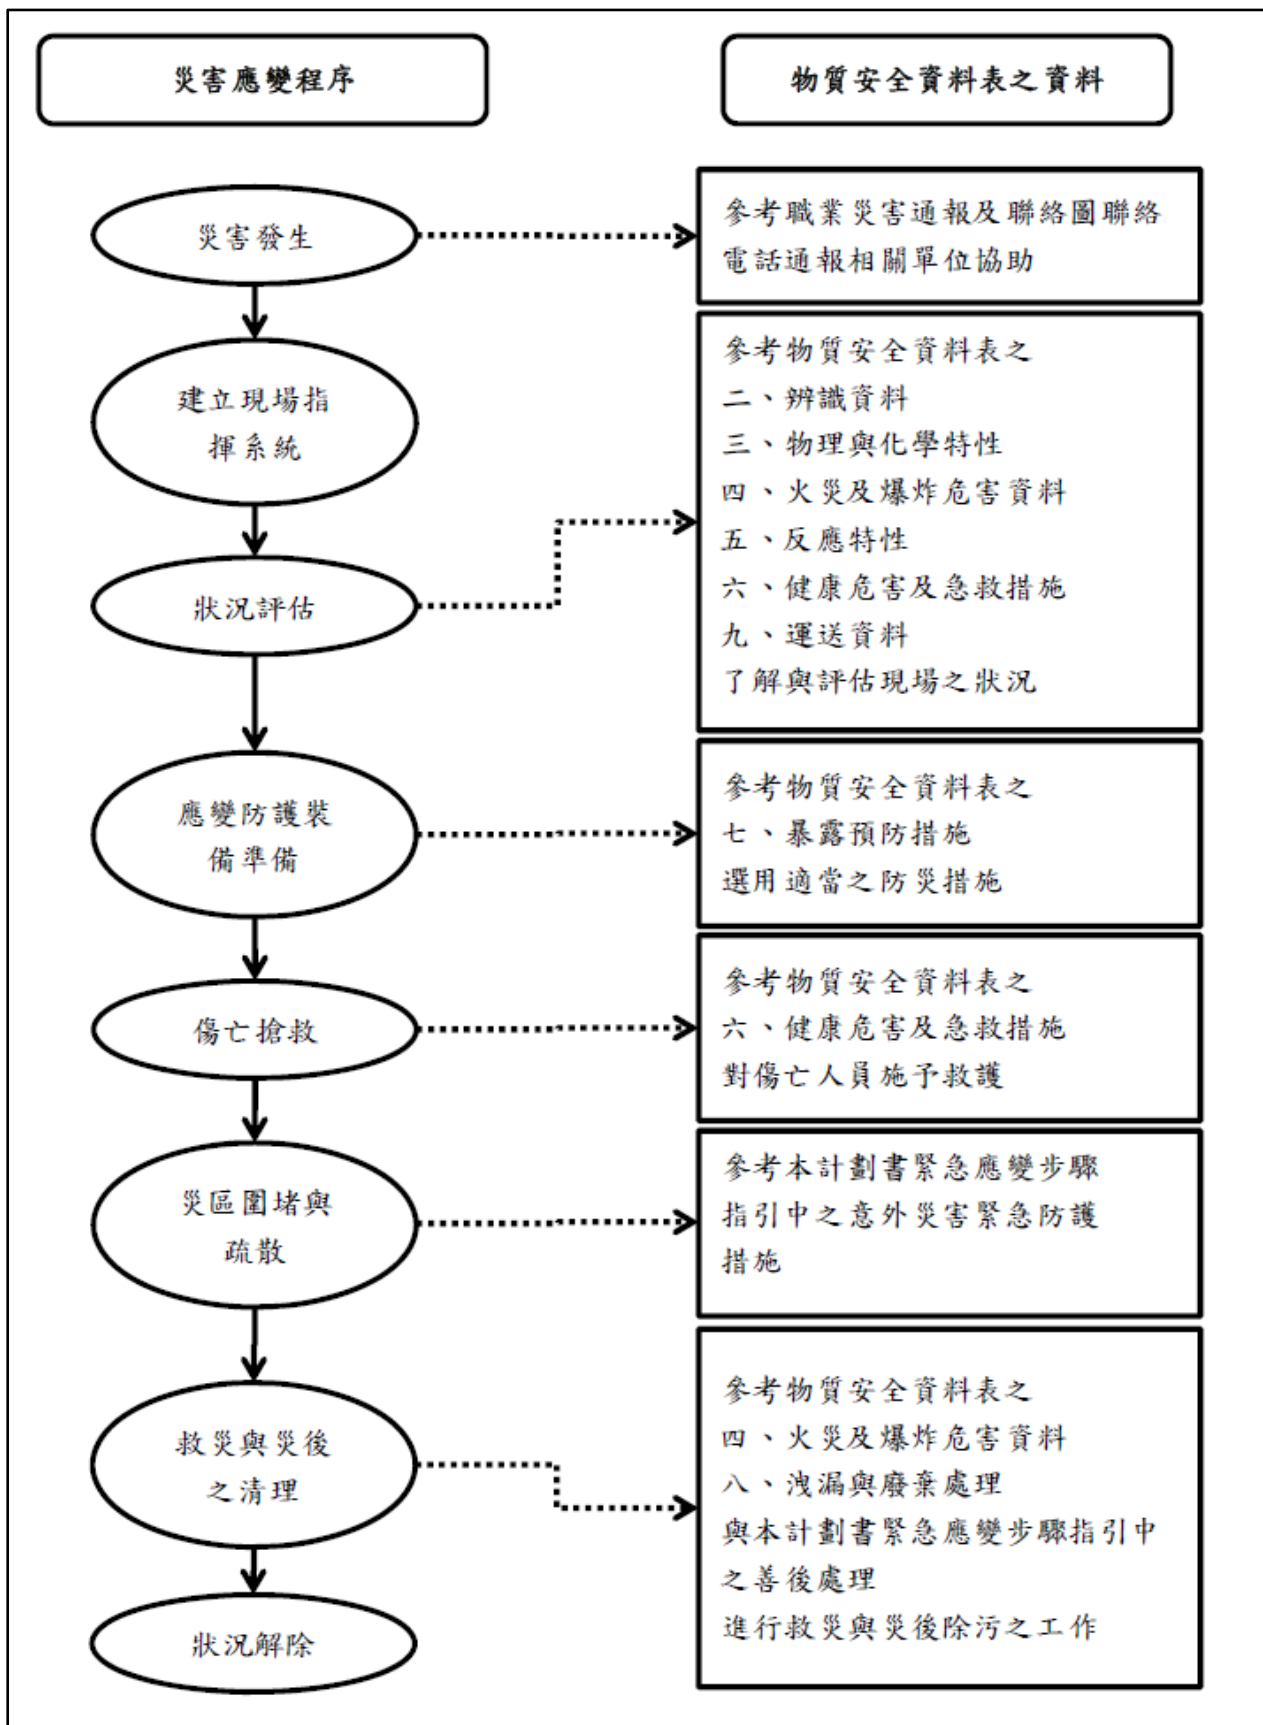 災害應變程序
物質安全資料表之資料
災害發生
參考職業災害通報及聯絡圖聯絡
電話通報相關單位協助
建立現場指
揮系統
狀況評估
參考物質安全資料表之
二、辨識資料
三、物理與化學特性
四、火災及爆炸危害資料
五、反應特性
六、健康危害及急救措施
九、運送資料
了解與評估現場之狀況
應變防護裝
備準備
參考物質安全資料表之
七、暴露預防措施
選用適當之防災措施
傷亡搶救
參考物質安全資料表之
六、健康危害及急救措施
對傷亡人員施予救護
災區圍堵與
疏散
參考本計劃書緊急應變步驟
指引中之意外災害緊急防護
措施
救災與災後
之清理
參考物質安全資料表之
四、火災及爆炸危害資料
八、洩漏與廢棄處理
與本計劃書緊急應變步驟指引中
之善後處理
進行救災與災後除污之工作
狀況解除